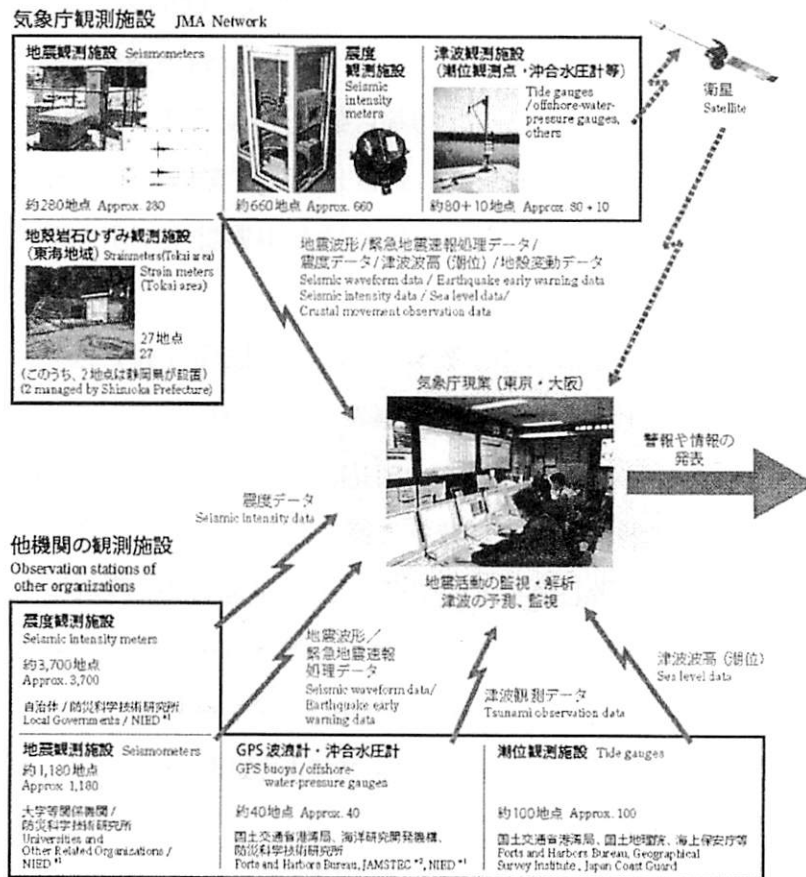 気象庁観測施設 JMA Network
地震観測施設 Seismometers
約280地点 Approx. 280
震度
観測施設
Seismic
intensity
meters
約660地点 Approx. 660
津波観測施設
(潮位観測点・沖合水圧計等)
Tide gauges
/offshore-water-
pressure gauges,
others
約80+10地点 Approx. 80 + 10
衛星
Satellite
地殻岩石ひずみ観測施設
(東海地域) Strainmeters(Tokai area)
Strain meters
(Tokai area)
27地点
27
(このうち、2地点は静岡県が設置)
(2 managed by Shizuoka Prefecture)
地震波形/緊急地震速報処理データ/
震度データ/津波波高(潮位)/地殻変動データ
Seismic waveform data / Earthquake early warning data
Seismic intensity data / Sea level data/
Crustal movement observation data
気象庁現業(東京・大阪)
警報や情報の
発表
地震活動の監視・解析
津波の予測、監視
震度データ
Seismic intensity data
他機関の観測施設
Observation stations of
other organizations
震度観測施設
Seismic intensity meters
約3,700地点
Approx. 3,700
自治体/防災科学技術研究所
Local Governments / NIED *1
地震波形/
緊急地震速報
処理データ
Seismic waveform data/
Earthquake early
warning data
津波観測データ
Tsunami observation data
津波波高(潮位)
Sea level data
地震観測施設 Seismometers
約1,180地点
Approx 1,180
大学等関係機関/
防災科学技術研究所
Universities and
Other Related Organisations /
NIED *1
GPS波浪計・沖合水圧計
GPS buoys/offshore-
water-pressure gauges
約40地点 Approx. 40
国土交通省港湾局、海洋研究開発機構、
防災科学技術研究所
Ports and Harbors Bureau, JAMSTEC *2, NIED *1
潮位観測施設 Tide gauges
約100地点 Approx. 100
国土交通省港湾局、国土地理院、海上保安庁等
Ports and Harbors Bureau, Geographical
Survey Institute, Japan Coast Guard